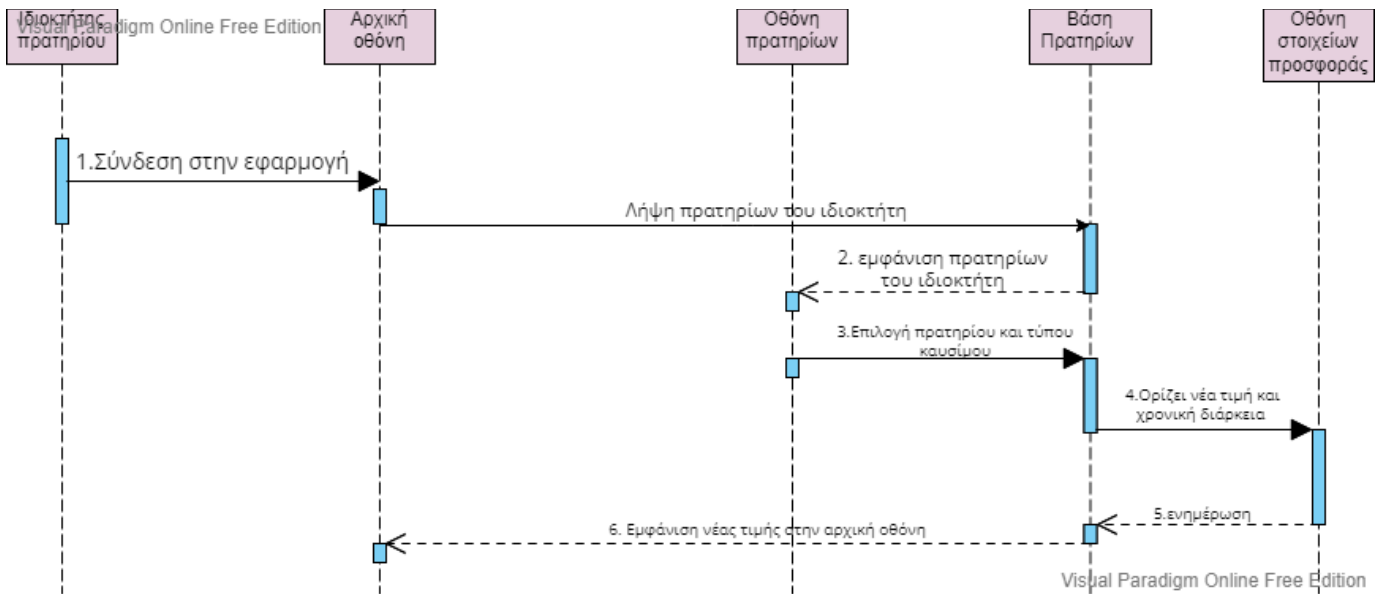 Ιδιοκτήτης
πρατηρίου
Visual Paradigm Online Free Edition
Αρχική
οθόνη
Οθόνη
πρατηρίων
Βάση
Πρατηρίων
Οθόνη
στοιχείων
προσφοράς
1.Σύνδεση στην εφαρμογή
Λήψη πρατηρίων του ιδιοκτήτη
2. εμφάνιση πρατηρίων
του ιδιοκτήτη
3.Επιλογή πρατηρίου και τύπου
καυσίμου
4.Ορίζει νέα τιμή και
χρονική διάρκεια
5.ενημέρωση
6. Εμφάνιση νέας τιμής στην αρχική οθόνη
Visual Paradigm Online Free Edition